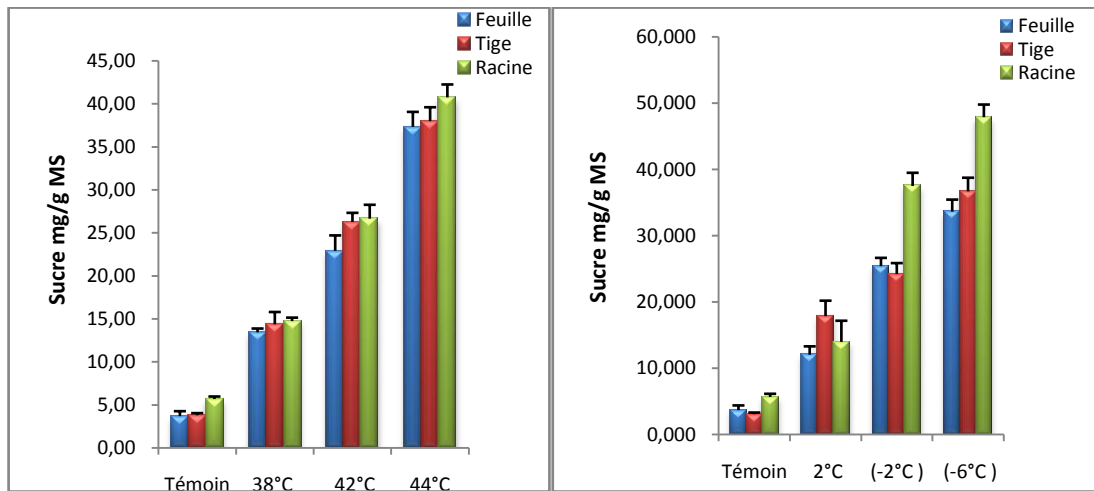 Feuille
Tige
Racine
Sucre mg/g MS
45,00
40,00
35,00
30,00
25,00
20,00
15,00
10,00
5,00
0,00
Témoin 38°C 42°C 44°C
Feuille
Tige
Racine
Sucre mg/g MS
60,000
50,000
40,000
30,000
20,000
10,000
0,000
Témoin 2°C (-2°C ) (-6°C )